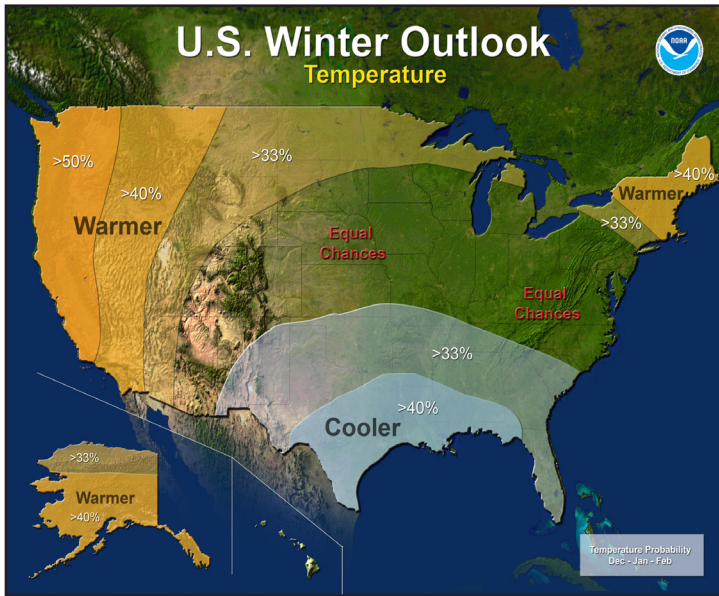 U.S. Winter Outlook
Temperature
NOAA
>50%
>40%
>33%
Warmer
>40%
Warmer
>33%
Equal
Chances
Equal
Chances
>33%
>40%
Cooler
>33%
Warmer
>40%
Temperature Probability
Dec - Jan - Feb